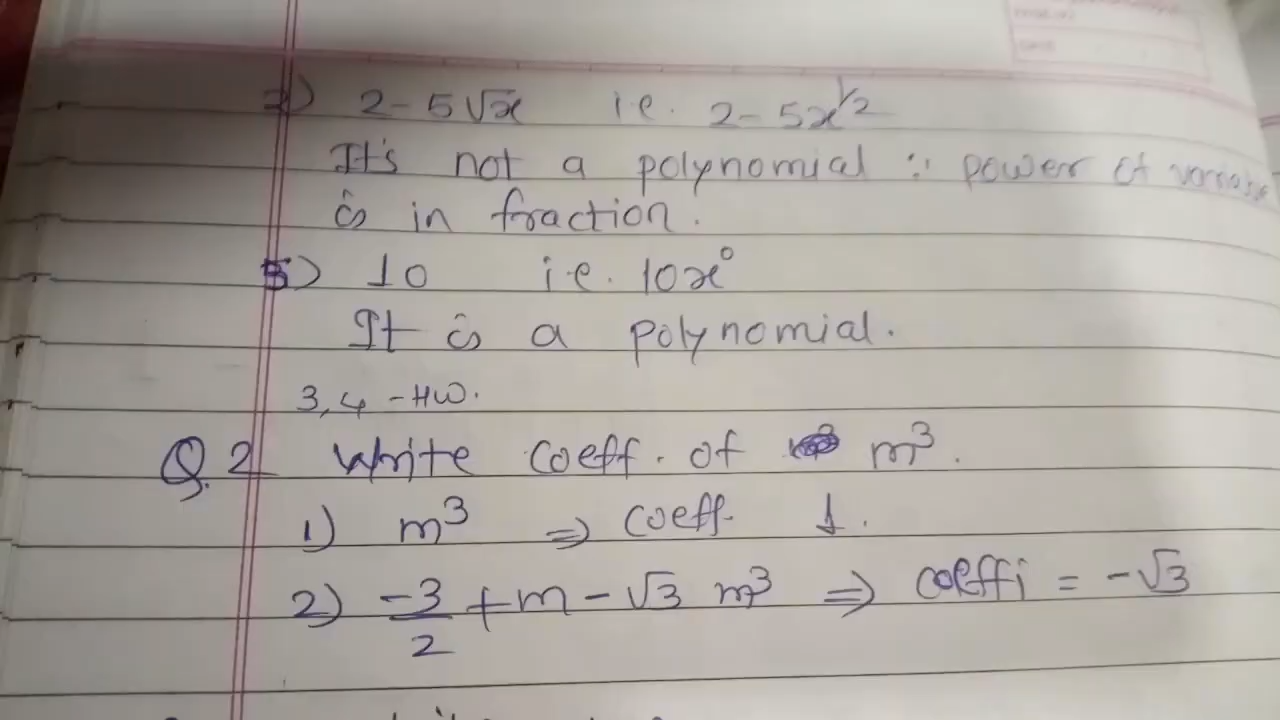 2) 2 - 5√x i.e. 2 - 5x^1/2
It's not a polynomial ∵ power of variable
is in fraction.
5) 10 i.e. 10x⁰
It is a polynomial.
3, 4 - HW.
Q.2 Write coeff. of m³.
1) m³ ⇒ coeff. 1.
2) -3/2 + m - √3 m³ ⇒ coeffi = -√3